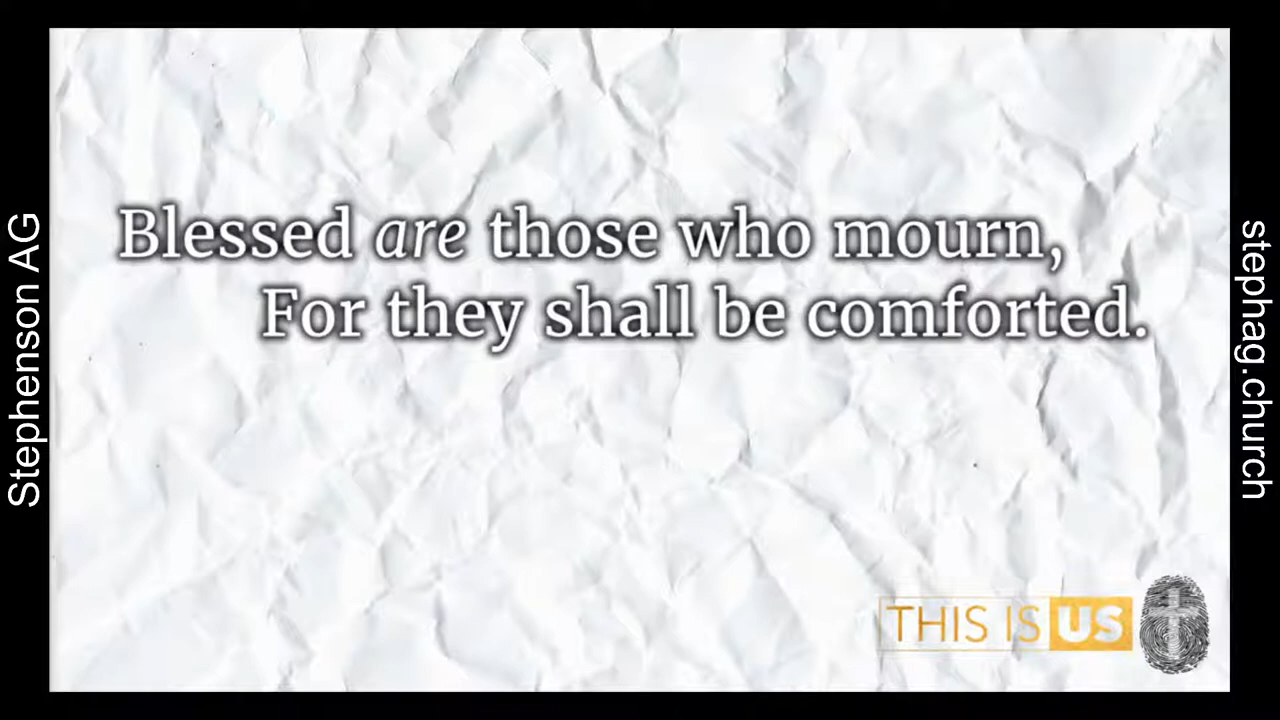 Stephenson AG
Blessed are those who mourn,
For they shall be comforted.
THIS IS US
stephag.church